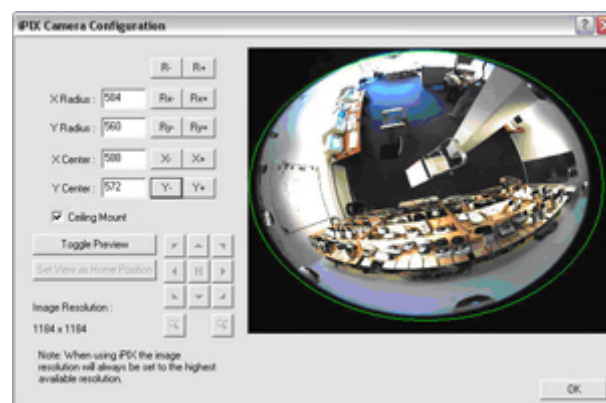 iPIX Camera Configuration
R- R+
X Radius : 584 Rx- Rx+
Y Radius : 560 Ry- Ry+
X Center : 588 X- X+
Y Center : 572 Y- Y+
Ceiling Mount
Toggle Preview
Set View as Home Position H
Image Resolution :
1184 x 1184
Note: When using iPIX the image
resolution will always be set to the highest
available resolution.
OK